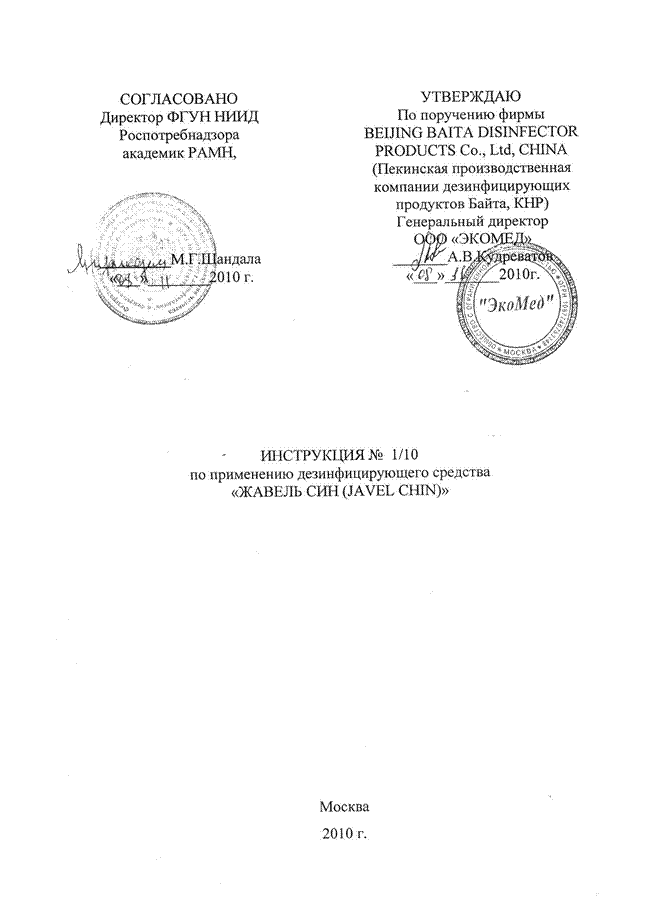 СОГЛАСОВАНО
Директор ФГУН НИИД
Роспотребнадзора
академик РАМН,
М.Г.Шандала
« » 11 2010 г.
УТВЕРЖДАЮ
По поручению фирмы
BEIJING BAITA DISINFECTOR
PRODUCTS Co., Ltd, CHINA
(Пекинская производственная
компании дезинфицирующих
продуктов Байта, КНР)
Генеральный директор
ООО «ЭКОМЕД»
А.В.Кудреватов
« 08 » 2010г.
"ЭкоМед"
МОСКВА
ИНСТРУКЦИЯ № 1/10
по применению дезинфицирующего средства
«ЖАВЕЛЬ СИН (JAVEL CHIN)»
Москва
2010 г.